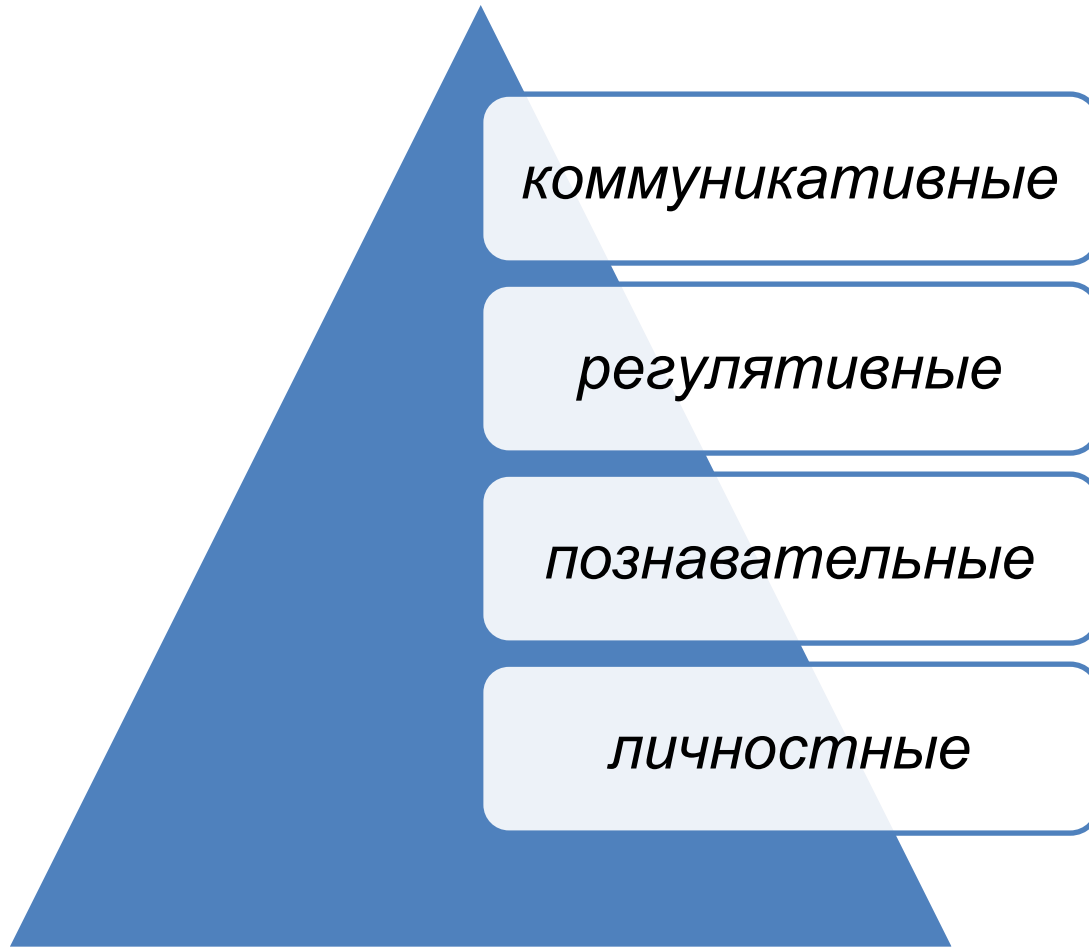 коммуникативные
регулятивные
познавательные
личностные